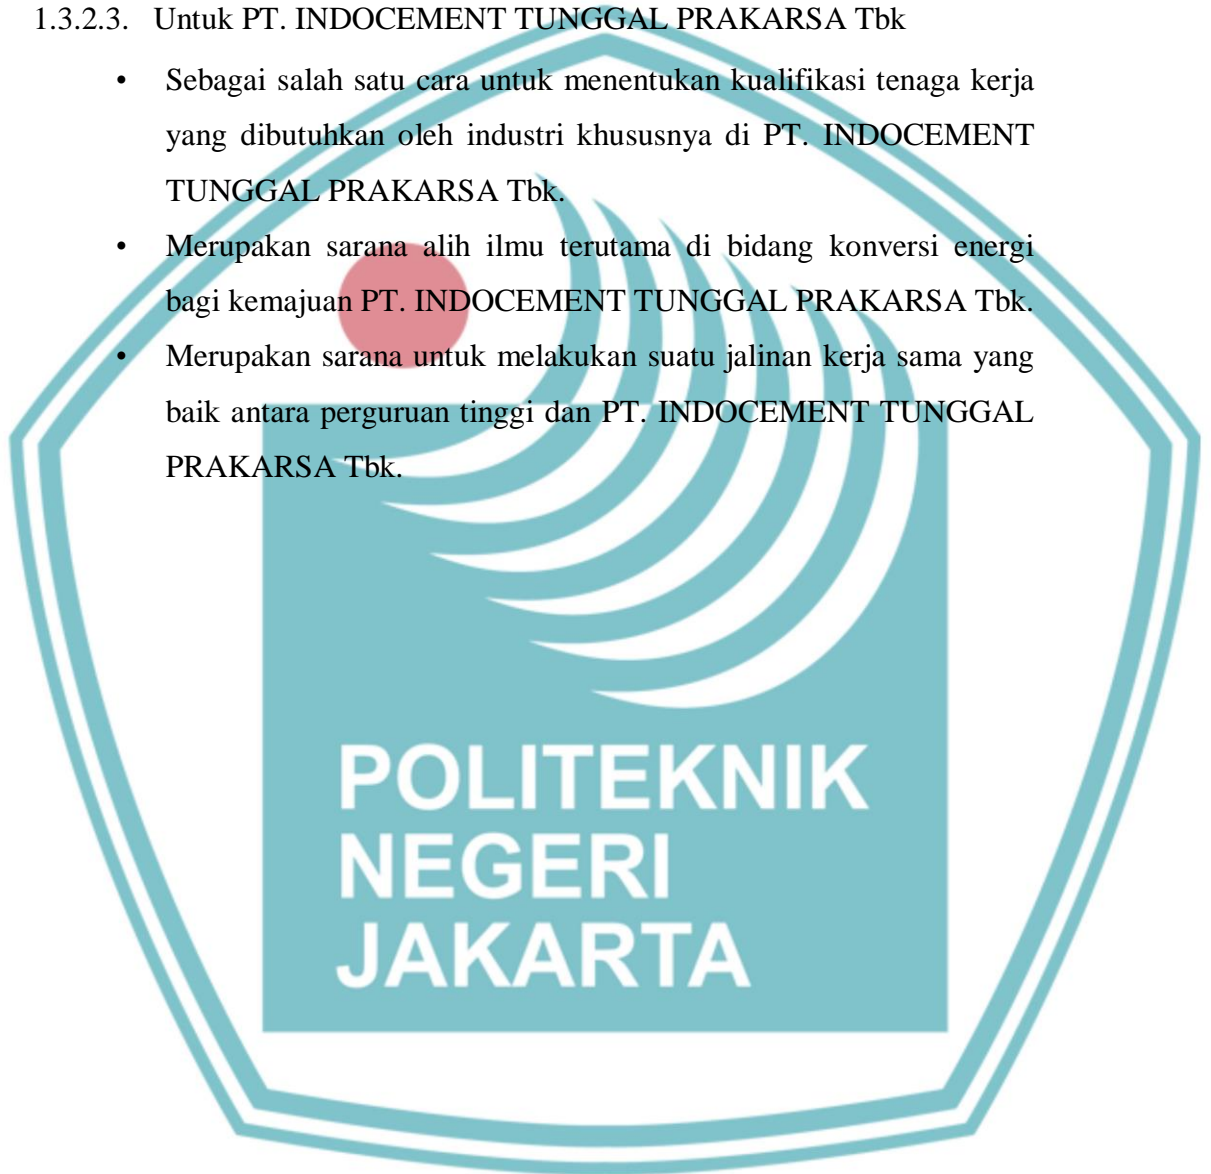 1.3.2.3. Untuk PT. INDOCEMENT TUNGGAL PRAKARSA Tbk
• Sebagai salah satu cara untuk menentukan kualifikasi tenaga kerja
yang dibutuhkan oleh industri khususnya di PT. INDOCEMENT
TUNGGAL PRAKARSA Tbk.
• Merupakan sarana alih ilmu terutama di bidang konversi energi
bagi kemajuan PT. INDOCEMENT TUNGGAL PRAKARSA Tbk.
• Merupakan sarana untuk melakukan suatu jalinan kerja sama yang
baik antara perguruan tinggi dan PT. INDOCEMENT TUNGGAL
PRAKARSA Tbk.
POLITEKNIK
NEGERI
JAKARTA